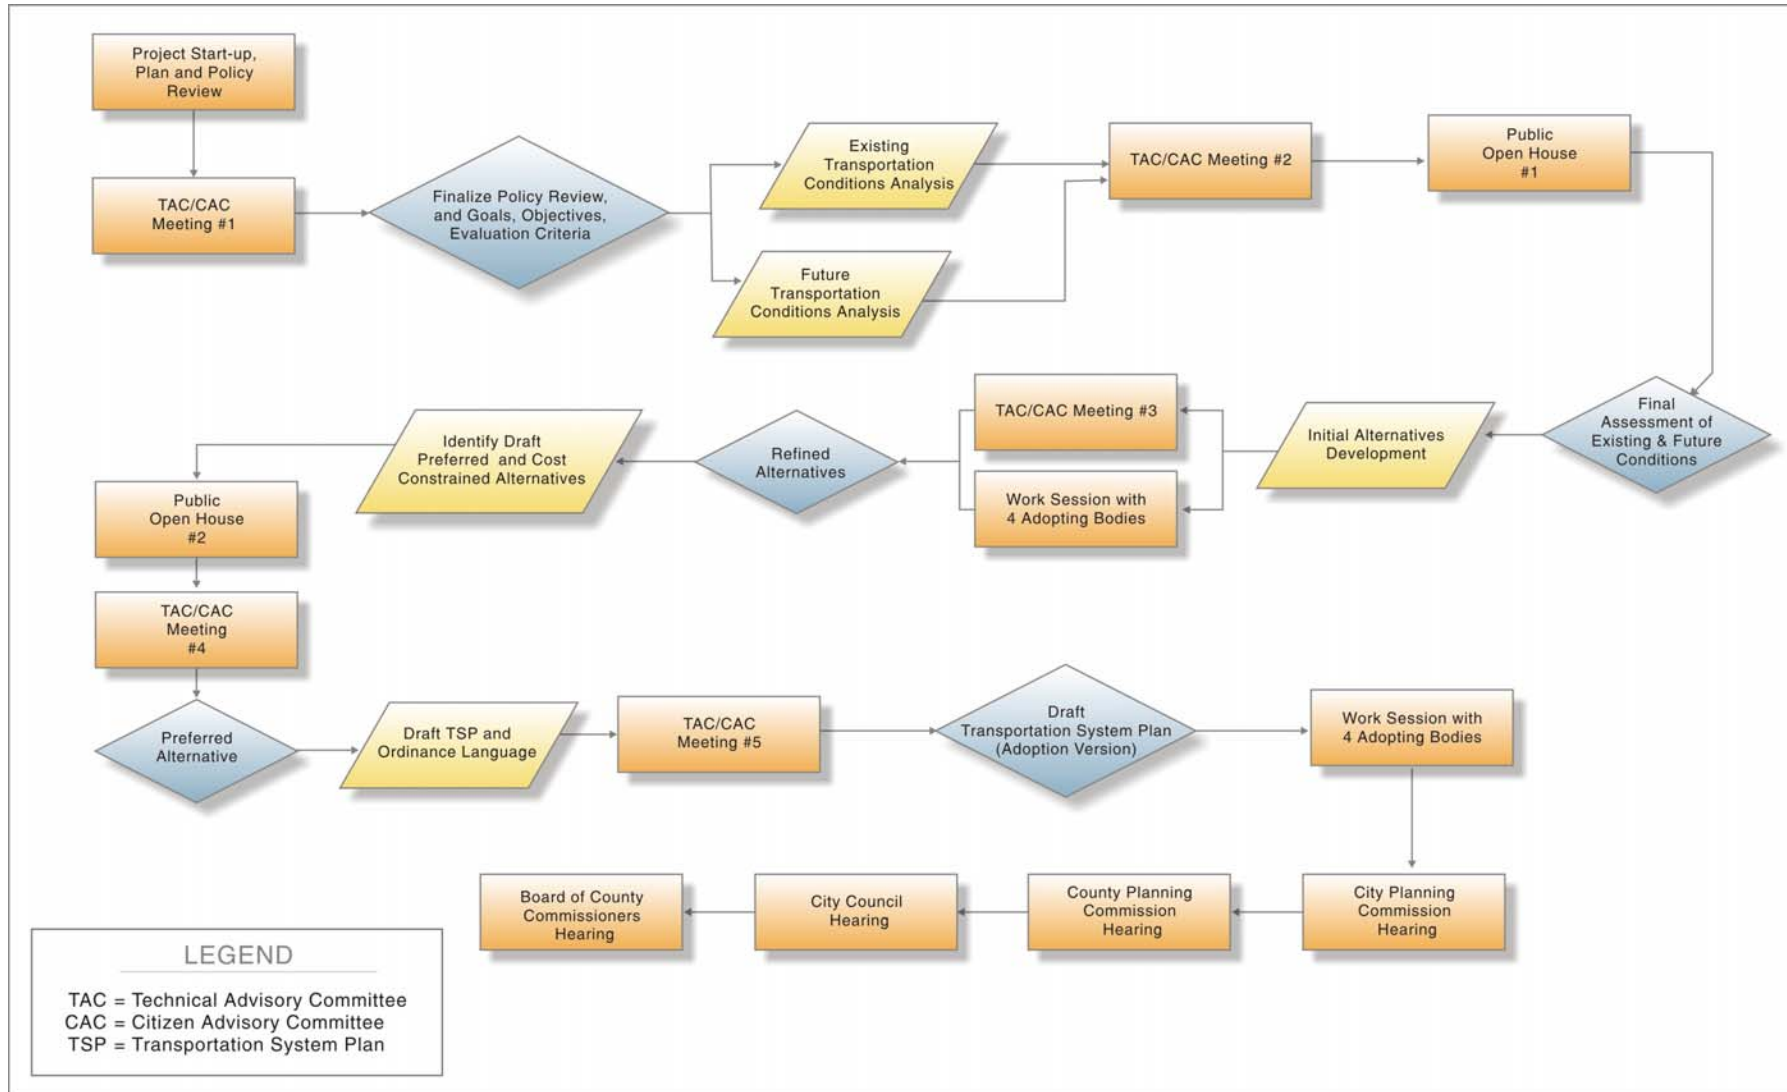 Project Start-up,
Plan and Policy
Review
TAC/CAC
Meeting #1
Finalize Policy Review,
and Goals, Objectives,
Evaluation Criteria
Existing
Transportation
Conditions Analysis
Future
Transportation
Conditions Analysis
TAC/CAC Meeting #2
Public
Open House
#1
Final
Assessment of
Existing & Future
Conditions
Initial Alternatives
Development
TAC/CAC Meeting #3
Work Session with
4 Adopting Bodies
Refined
Alternatives
Identify Draft
Preferred and Cost
Constrained Alternatives
Public
Open House
#2
TAC/CAC
Meeting
#4
Preferred
Alternative
Draft TSP and
Ordinance Language
TAC/CAC
Meeting #5
Draft
Transportation System Plan
(Adoption Version)
Work Session with
4 Adopting Bodies
City Planning
Commission
Hearing
County Planning
Commission
Hearing
City Council
Hearing
Board of County
Commissioners
Hearing
LEGEND
TAC = Technical Advisory Committee
CAC = Citizen Advisory Committee
TSP = Transportation System Plan